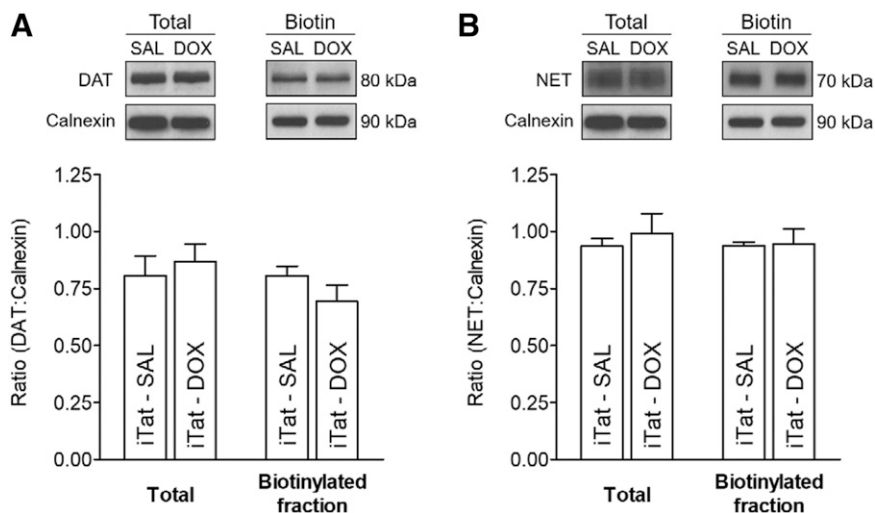 A
Total
Biotin
SAL DOX
SAL DOX
DAT
80 kDa
Calnexin
90 kDa
Ratio (DAT:Calnexin)
1.25
1.00
0.75
0.50
0.25
0.00
iTat - SAL
iTat - DOX
iTat - SAL
iTat - DOX
Total
Biotinylated
fraction
B
Total
Biotin
SAL DOX
SAL DOX
NET
70 kDa
Calnexin
90 kDa
Ratio (NET:Calnexin)
1.25
1.00
0.75
0.50
0.25
0.00
iTat - SAL
iTat - DOX
iTat - SAL
iTat - DOX
Total
Biotinylated
fraction